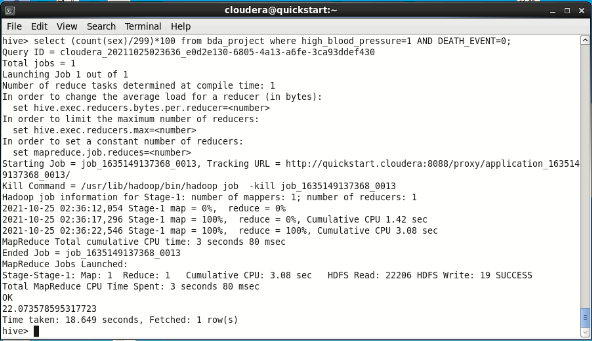 cloudera@quickstart:~
File Edit View Search Terminal Help
hive> select (count(sex)/299)*100 from bda_project where high_blood_pressure=1 AND DEATH_EVENT=0;
Query ID = cloudera_20211025023636_e0d2e130-6805-4a13-a6fe-3ca93ddef430
Total jobs = 1
Launching Job 1 out of 1
Number of reduce tasks determined at compile time: 1
In order to change the average load for a reducer (in bytes):
  set hive.exec.reducers.bytes.per.reducer=<number>
In order to limit the maximum number of reducers:
  set hive.exec.reducers.max=<number>
In order to set a constant number of reducers:
  set mapreduce.job.reduces=<number>
Starting Job = job_1635149137368_0013, Tracking URL = http://quickstart.cloudera:8088/proxy/application_163514
9137368_0013/
Kill Command = /usr/lib/hadoop/bin/hadoop job  -kill job_1635149137368_0013
Hadoop job information for Stage-1: number of mappers: 1; number of reducers: 1
2021-10-25 02:36:12,054 Stage-1 map = 0%,  reduce = 0%
2021-10-25 02:36:17,296 Stage-1 map = 100%,  reduce = 0%, Cumulative CPU 1.42 sec
2021-10-25 02:36:22,546 Stage-1 map = 100%,  reduce = 100%, Cumulative CPU 3.08 sec
MapReduce Total cumulative CPU time: 3 seconds 80 msec
Ended Job = job_1635149137368_0013
MapReduce Jobs Launched:
Stage-Stage-1: Map: 1  Reduce: 1   Cumulative CPU: 3.08 sec   HDFS Read: 22206 HDFS Write: 19 SUCCESS
Total MapReduce CPU Time Spent: 3 seconds 80 msec
OK
22.073578595317723
Time taken: 18.649 seconds, Fetched: 1 row(s)
hive>